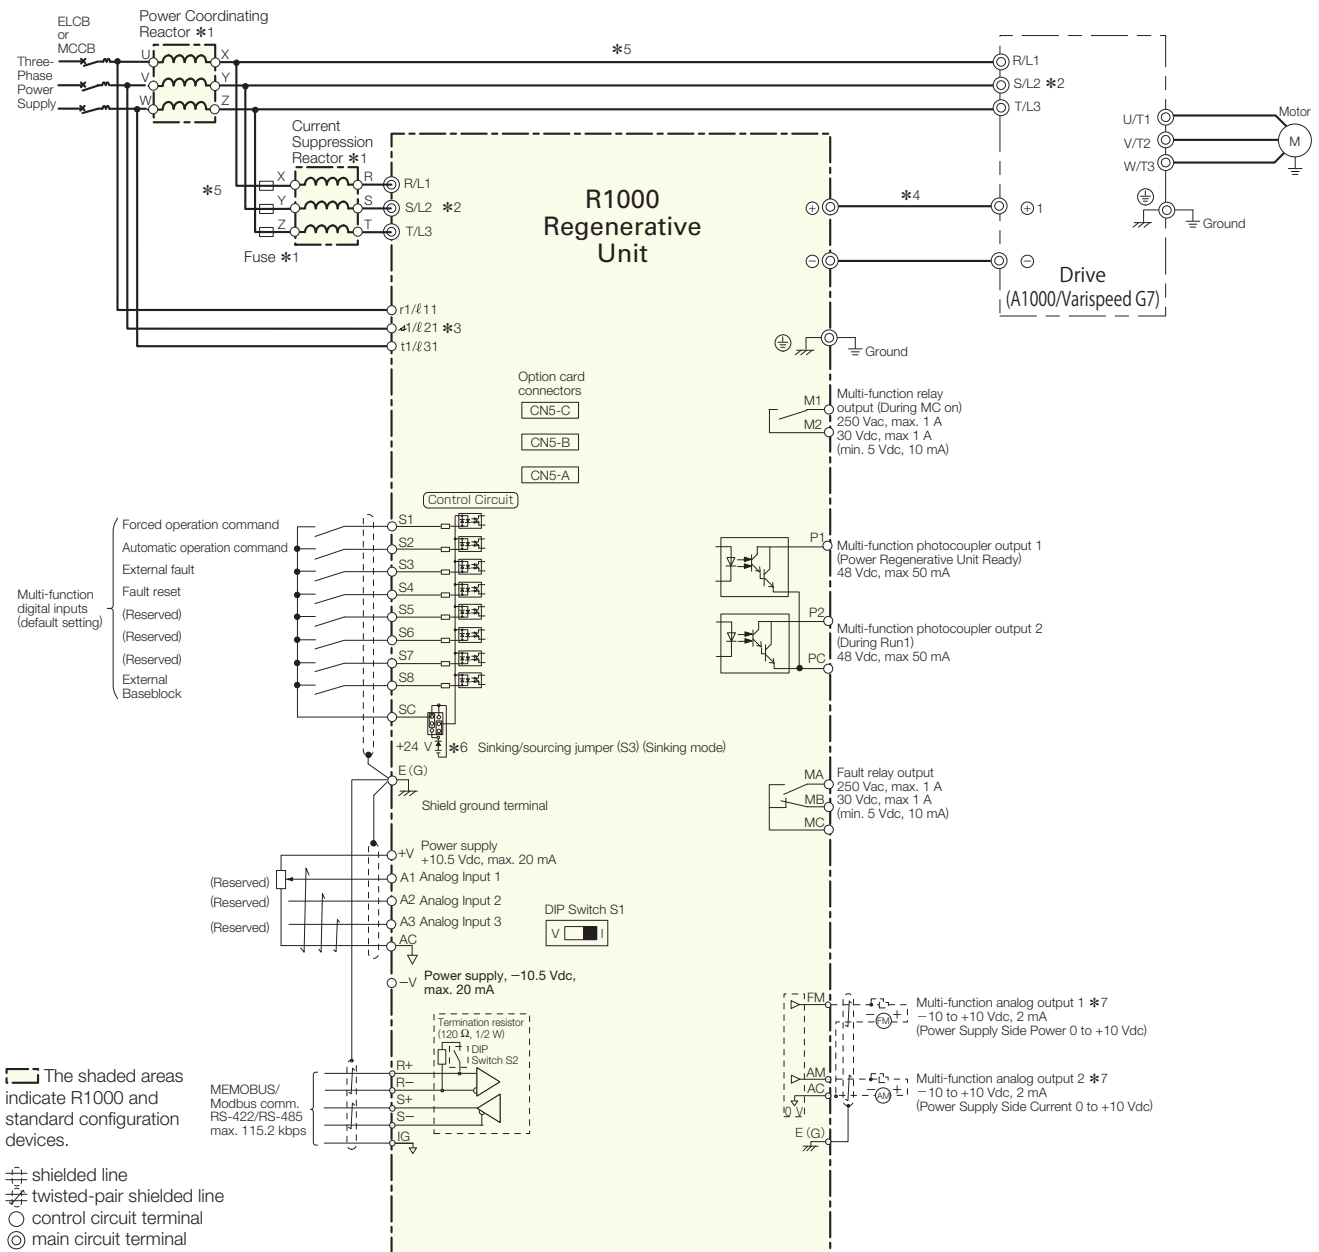 ELCB
or
MCCB
Power Coordinating
Reactor ✱1
Three-
Phase
Power
Supply
U
X
V
Y
W
Z
✱5
R/L1
S/L2 ✱2
T/L3
U/T1
V/T2
W/T3
Motor
M
Ground
Current
Suppression
Reactor ✱1
✱5
X
R
Y
S
Z
T
R/L1
S/L2 ✱2
T/L3
Fuse ✱1
R1000
Regenerative
Unit
+
✱4
+ 1
−
−
Drive
(A1000/Varispeed G7)
r1/ℓ11
𝓈1/ℓ21 ✱3
t1/ℓ31
Ground
Option card
connectors
CN5-C
CN5-B
CN5-A
M1
M2
Multi-function relay
output (During MC on)
250 Vac, max. 1 A
30 Vdc, max 1 A
(min. 5 Vdc, 10 mA)
Control Circuit
Multi-function
digital inputs
(default setting)
Forced operation command
S1
Automatic operation command
S2
External fault
S3
Fault reset
S4
(Reserved)
S5
(Reserved)
S6
(Reserved)
S7
External
Baseblock
S8
SC
+24 V ✱6 Sinking/sourcing jumper (S3) (Sinking mode)
E (G)
Shield ground terminal
P1
Multi-function photocoupler output 1
(Power Regenerative Unit Ready)
48 Vdc, max 50 mA
P2
Multi-function photocoupler output 2
(During Run1)
48 Vdc, max 50 mA
PC
MA
MB
MC
Fault relay output
250 Vac, max. 1 A
30 Vdc, max 1 A
(min. 5 Vdc, 10 mA)
+V
Power supply
+10.5 Vdc, max. 20 mA
(Reserved)
A1 Analog Input 1
(Reserved)
A2 Analog Input 2
(Reserved)
A3 Analog Input 3
AC
−V
Power supply, −10.5 Vdc,
max. 20 mA
DIP Switch S1
V I
Termination resistor
(120 Ω, 1/2 W)
DIP
Switch S2
MEMOBUS/
Modbus comm.
RS-422/RS-485
max. 115.2 kbps
R+
R−
S+
S−
IG
FM
− +
FM
Multi-function analog output 1 ✱7
−10 to +10 Vdc, 2 mA
(Power Supply Side Power 0 to +10 Vdc)
AM
AC
0 V
− +
AM
Multi-function analog output 2 ✱7
−10 to +10 Vdc, 2 mA
(Power Supply Side Current 0 to +10 Vdc)
E (G)
The shaded areas
indicate R1000 and
standard configuration
devices.
shielded line
twisted-pair shielded line
control circuit terminal
main circuit terminal